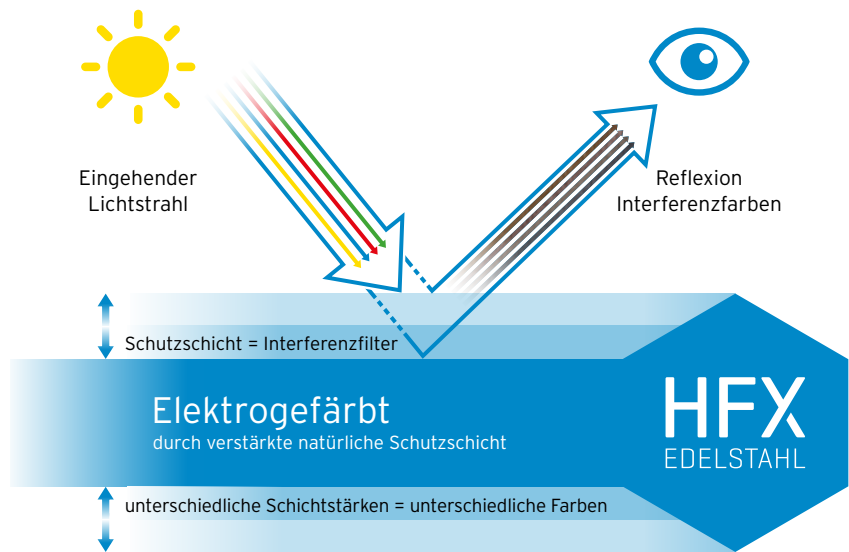 Eingehender
Lichtstrahl
Reflexion
Interferenzfarben
Schutzschicht = Interferenzfilter
Elektrogefärbt
durch verstärkte natürliche Schutzschicht
HFX
EDELSTAHL
unterschiedliche Schichtstärken = unterschiedliche Farben